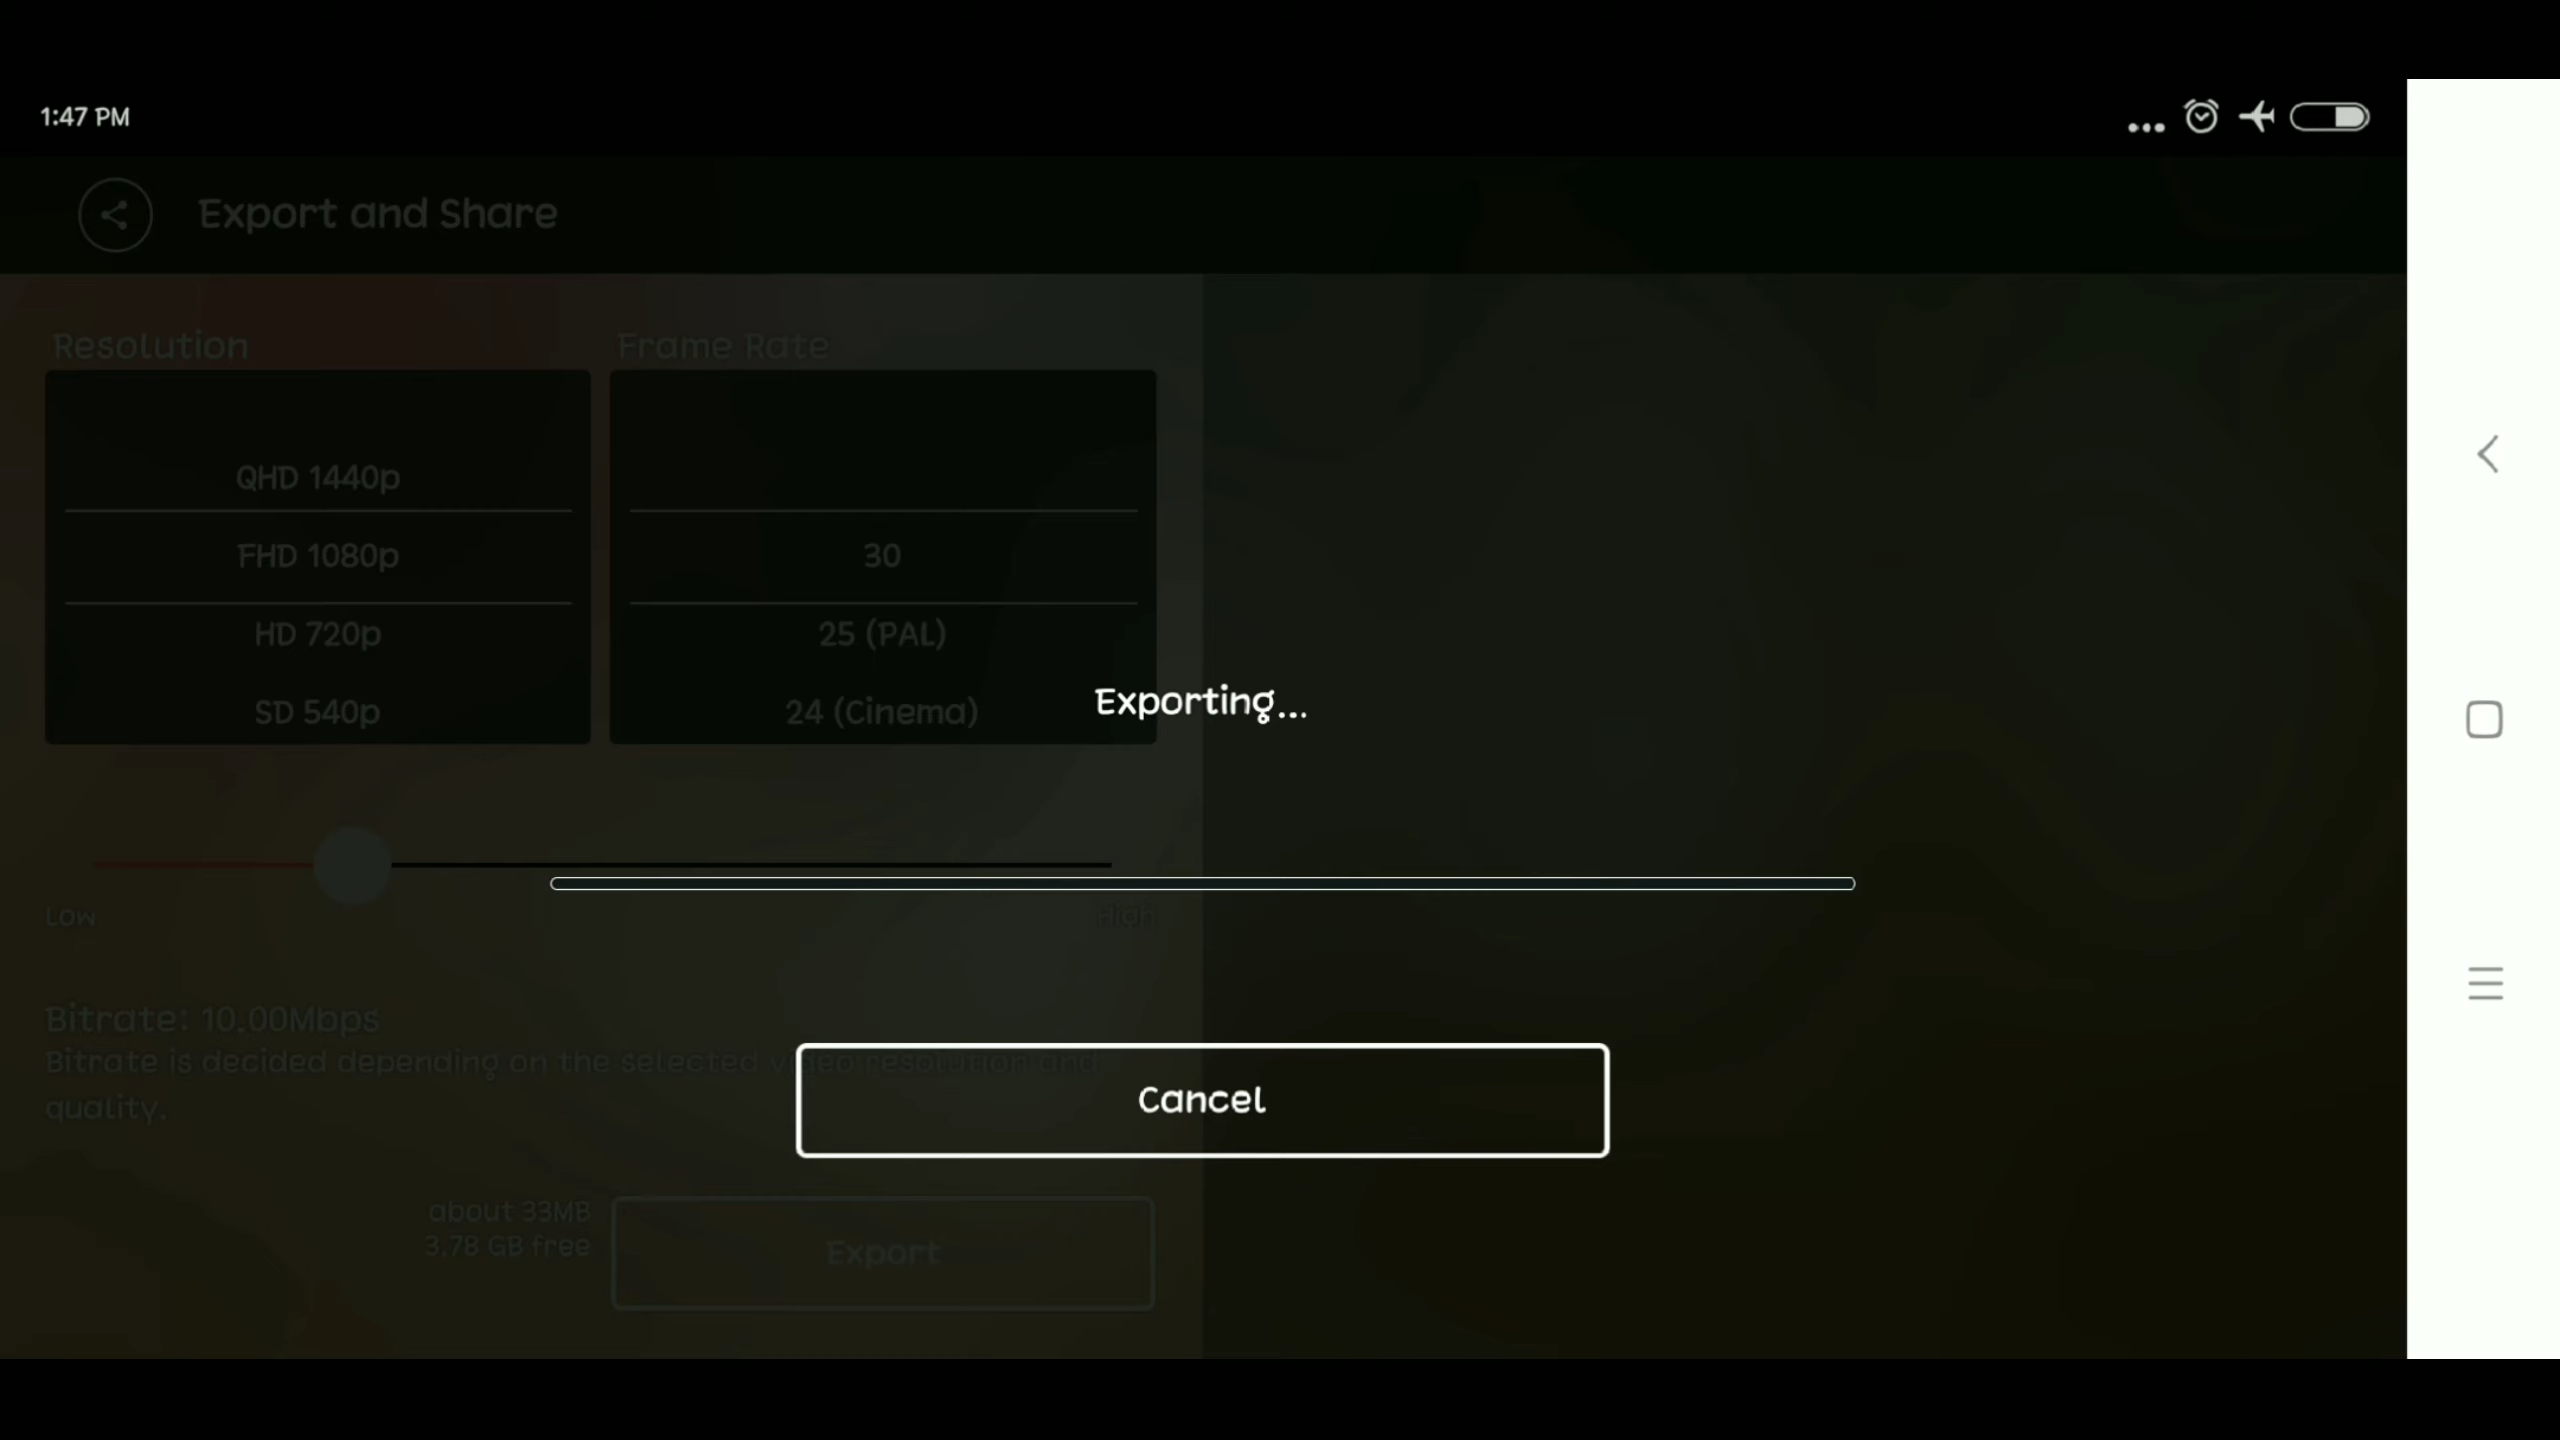 1:47 PM
Export and Share
Resolution
Frame Rate
QHD 1440p
FHD 1080p
HD 720p
SD 540p
30
25 (PAL)
24 (Cinema)
Exporting...
Low
High
Bitrate: 10.00Mbps
Bitrate is decided depending on the selected video resolution and
quality.
Cancel
about 33MB
3.78 GB free
Export